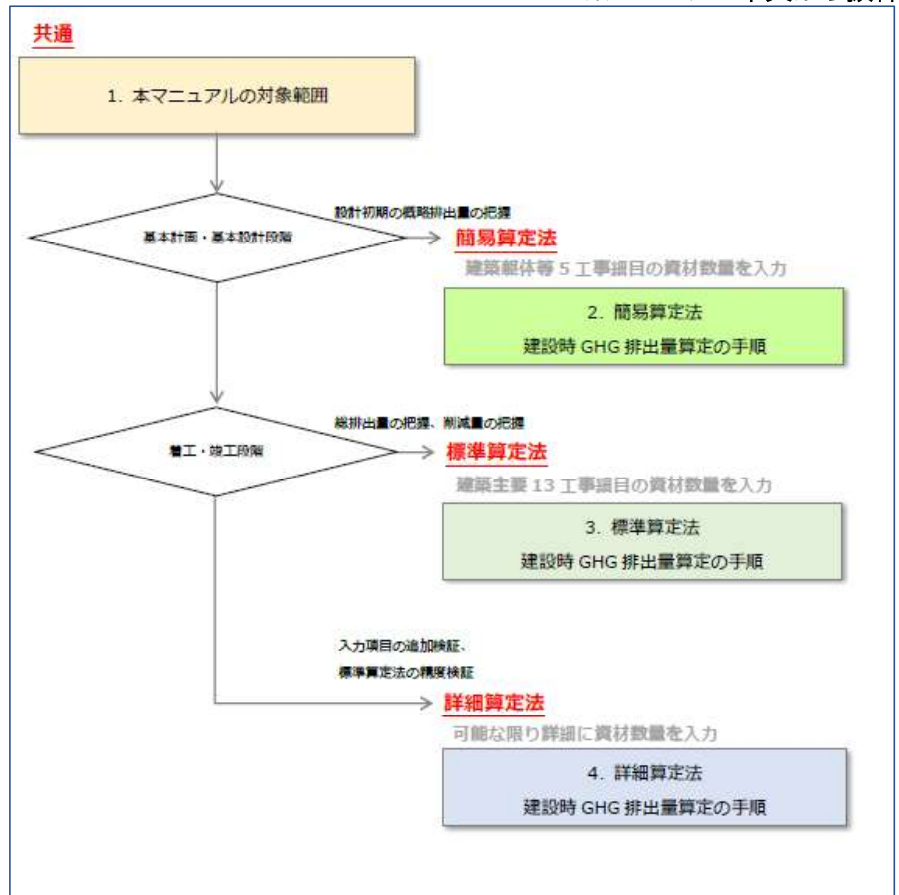 共通
1. 本マニュアルの対象範囲
基本計画・基本設計段階
設計初期の概略排出量の把握
簡易算定法
建築躯体等 5 工事細目の資材数量を入力
2. 簡易算定法
建設時 GHG 排出量算定の手順
着工・竣工段階
総排出量の把握、削減量の把握
標準算定法
建築主要 13 工事細目の資材数量を入力
3. 標準算定法
建設時 GHG 排出量算定の手順
入力項目の追加検証、
標準算定法の精度検証
詳細算定法
可能な限り詳細に資材数量を入力
4. 詳細算定法
建設時 GHG 排出量算定の手順